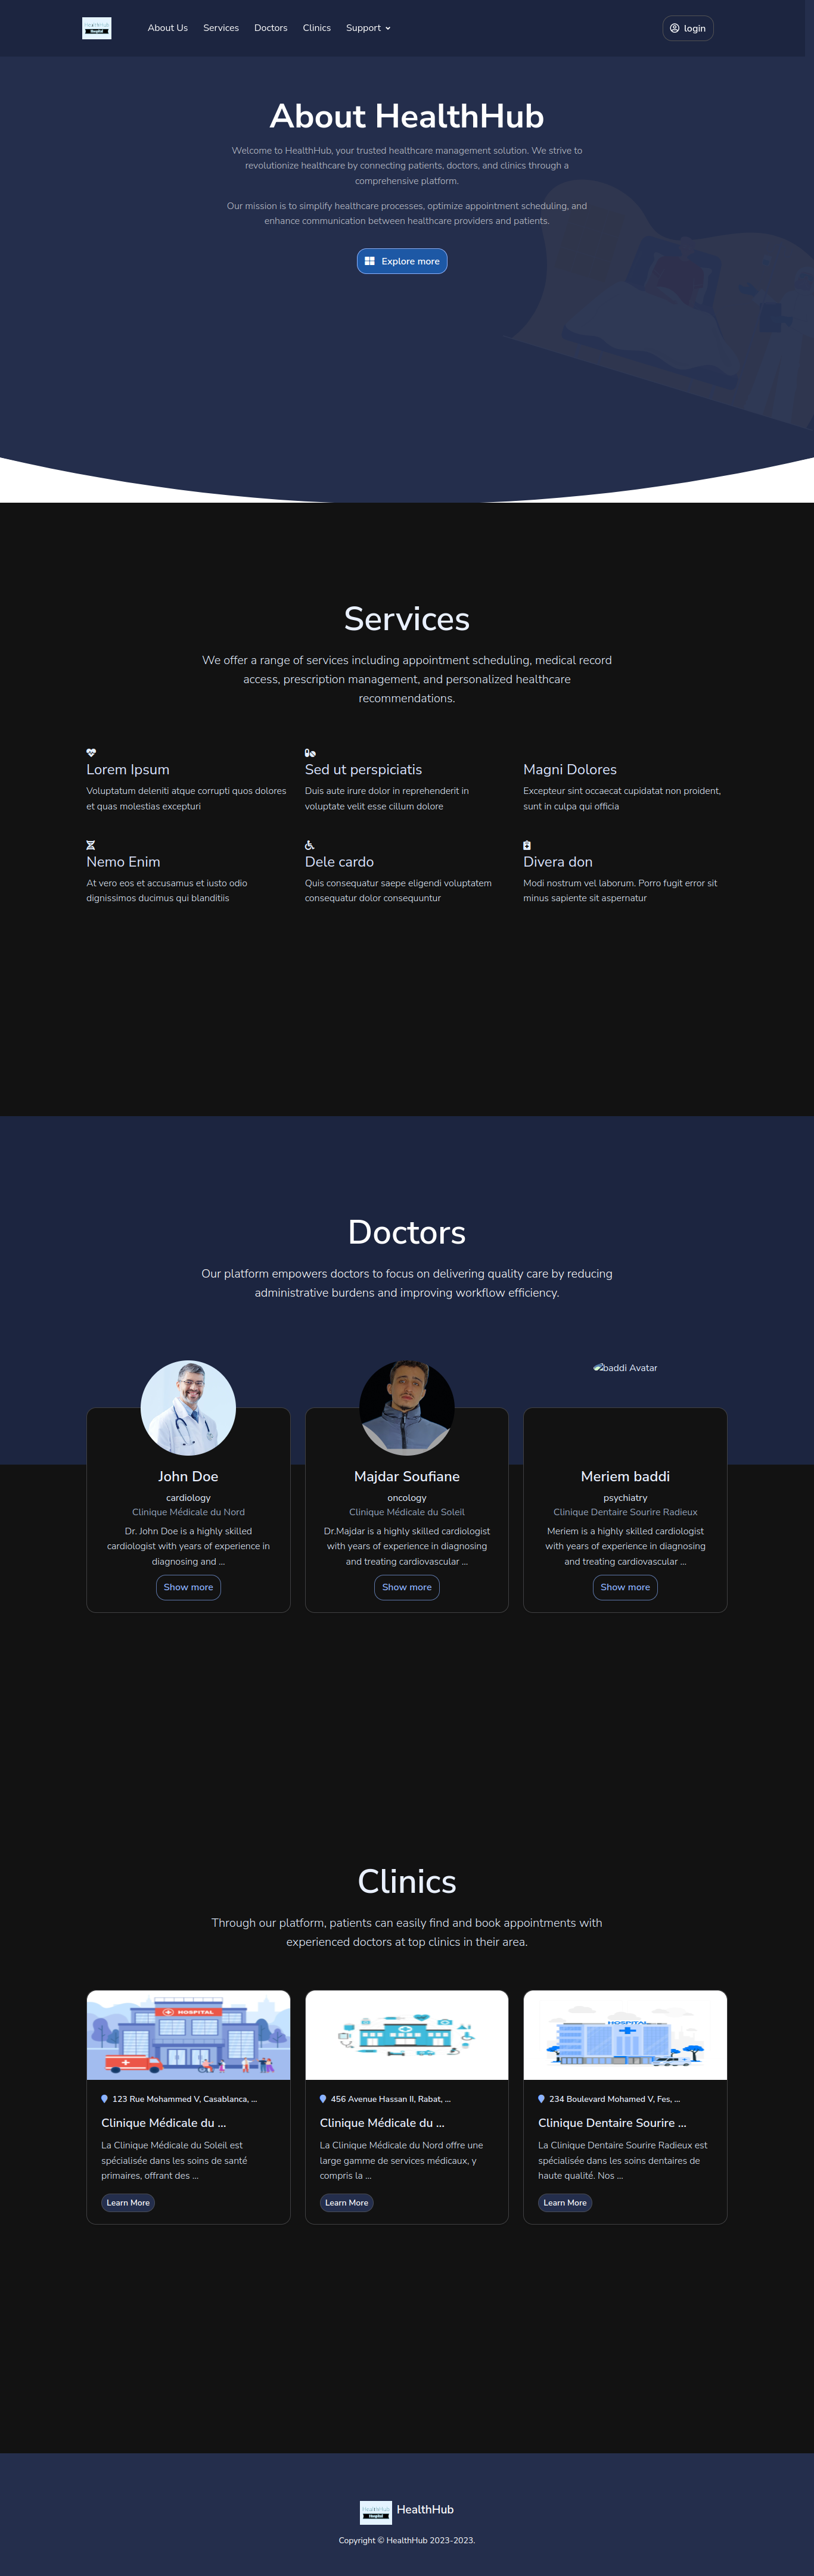 HealthHub
Hospital
About Us
Services
Doctors
Clinics
Support
login
About HealthHub
Welcome to HealthHub, your trusted healthcare management solution. We strive to
revolutionize healthcare by connecting patients, doctors, and clinics through a
comprehensive platform.
Our mission is to simplify healthcare processes, optimize appointment scheduling, and
enhance communication between healthcare providers and patients.
Explore more
Services
We offer a range of services including appointment scheduling, medical record
access, prescription management, and personalized healthcare
recommendations.
Lorem Ipsum
Voluptatum deleniti atque corrupti quos dolores
et quas molestias excepturi
Sed ut perspiciatis
Duis aute irure dolor in reprehenderit in
voluptate velit esse cillum dolore
Magni Dolores
Excepteur sint occaecat cupidatat non proident,
sunt in culpa qui officia
Nemo Enim
At vero eos et accusamus et iusto odio
dignissimos ducimus qui blanditiis
Dele cardo
Quis consequatur saepe eligendi voluptatem
consequatur dolor consequuntur
Divera don
Modi nostrum vel laborum. Porro fugit error sit
minus sapiente sit aspernatur
Doctors
Our platform empowers doctors to focus on delivering quality care by reducing
administrative burdens and improving workflow efficiency.
John Doe
cardiology
Clinique Médicale du Nord
Dr. John Doe is a highly skilled
cardiologist with years of experience in
diagnosing and ...
Show more
Majdar Soufiane
oncology
Clinique Médicale du Soleil
Dr.Majdar is a highly skilled cardiologist
with years of experience in diagnosing
and treating cardiovascular ...
Show more
baddi Avatar
Meriem baddi
psychiatry
Clinique Dentaire Sourire Radieux
Meriem is a highly skilled cardiologist
with years of experience in diagnosing
and treating cardiovascular ...
Show more
Clinics
Through our platform, patients can easily find and book appointments with
experienced doctors at top clinics in their area.
HOSPITAL
123 Rue Mohammed V, Casablanca, ...
Clinique Médicale du ...
La Clinique Médicale du Soleil est
spécialisée dans les soins de santé
primaires, offrant des ...
Learn More
456 Avenue Hassan II, Rabat, ...
Clinique Médicale du ...
La Clinique Médicale du Nord offre une
large gamme de services médicaux, y
compris la ...
Learn More
HOSPITAL
234 Boulevard Mohamed V, Fes, ...
Clinique Dentaire Sourire ...
La Clinique Dentaire Sourire Radieux est
spécialisée dans les soins dentaires de
haute qualité. Nos ...
Learn More
HealthHub
Hospital
HealthHub
Copyright © HealthHub 2023-2023.